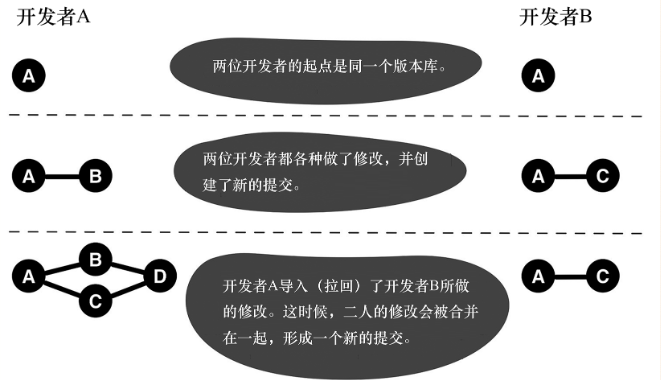 开发者A
开发者B
A
两位开发者的起点是同一个版本库。
A
A B
两位开发者都各种做了修改，并创
建了新的提交。
A C
A B C D
开发者A导入（拉回）了开发者B所做
的修改。这时候，二人的修改会被合并
在一起，形成一个新的提交。
A C